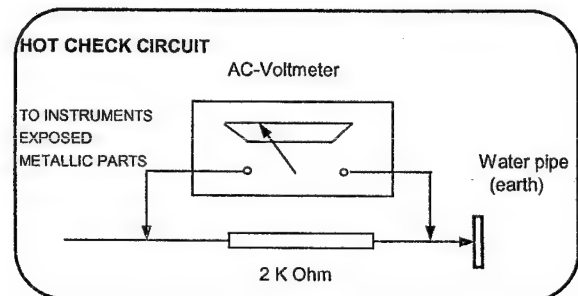 HOT CHECK CIRCUIT
AC-Voltmeter
TO INSTRUMENTS
EXPOSED
METALLIC PARTS
Water pipe
(earth)
2 K Ohm